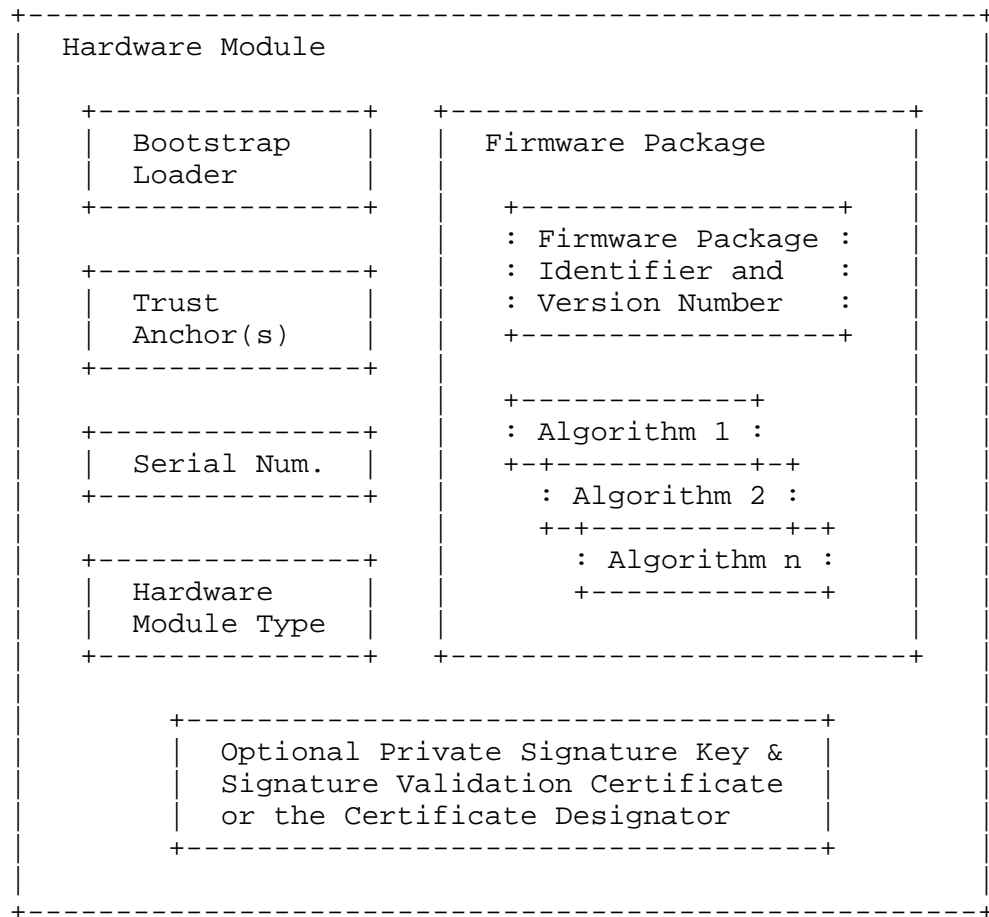 Hardware Module
Bootstrap
Loader
Firmware Package
: Firmware Package :
: Identifier and :
: Version Number :
Trust
Anchor(s)
: Algorithm 1 :
Serial Num.
: Algorithm 2 :
: Algorithm n :
Hardware
Module Type
Optional Private Signature Key &
Signature Validation Certificate
or the Certificate Designator